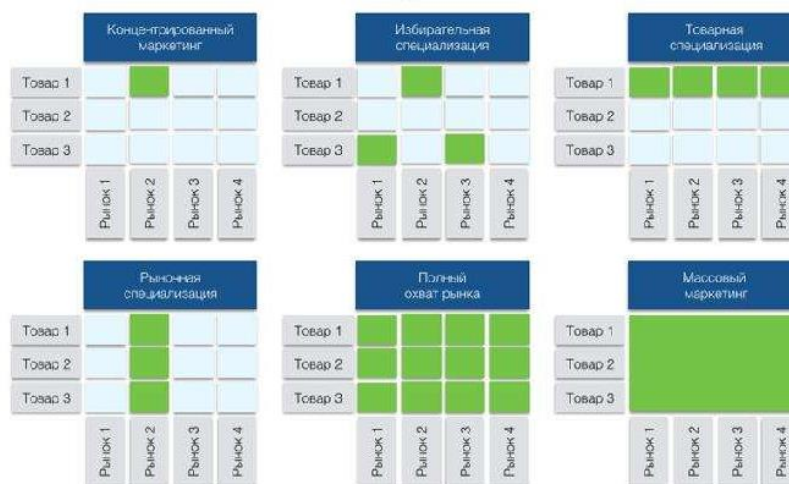 Концентрированный
маркетинг
Товар 1
Товар 2
Товар 3
Рынок 1
Рынок 2
Рынок 3
Рынок 4
Избирательная
специализация
Товар 1
Товар 2
Товар 3
Рынок 1
Рынок 2
Рынок 3
Рынок 4
Товарная
специализация
Товар 1
Товар 2
Товар 3
Рынок 1
Рынок 2
Рынок 3
Рынок 4
Рыночная
специализация
Товар 1
Товар 2
Товар 3
Рынок 1
Рынок 2
Рынок 3
Рынок 4
Полный
охват рынка
Товар 1
Товар 2
Товар 3
Рынок 1
Рынок 2
Рынок 3
Рынок 4
Массовый
маркетинг
Товар 1
Товар 2
Товар 3
Рынок 1
Рынок 2
Рынок 3
Рынок 4